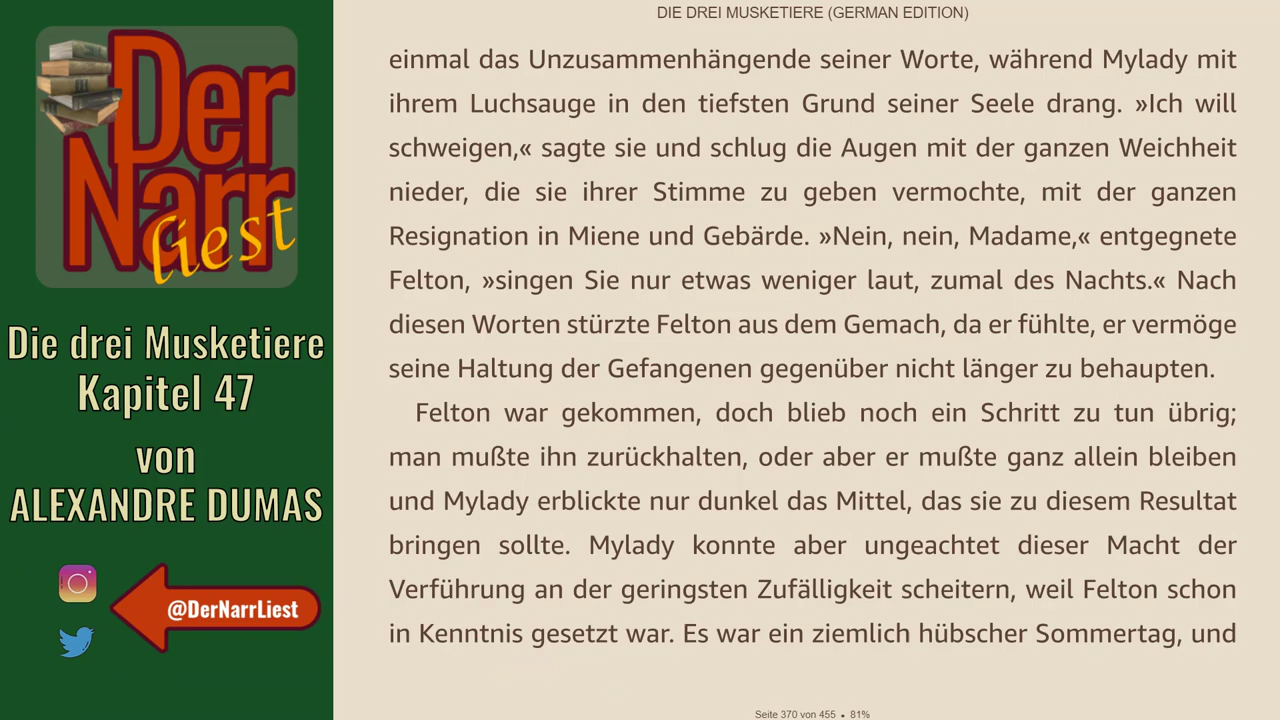 Der
Narr
liest
Die drei Musketiere
Kapitel 47
von
ALEXANDRE DUMAS
@DerNarrLiest
DIE DREI MUSKETIERE (GERMAN EDITION)
einmal das Unzusammenhängende seiner Worte, während Mylady mit
ihrem Luchsauge in den tiefsten Grund seiner Seele drang. »Ich will
schweigen,« sagte sie und schlug die Augen mit der ganzen Weichheit
nieder, die sie ihrer Stimme zu geben vermochte, mit der ganzen
Resignation in Miene und Gebärde. »Nein, nein, Madame,« entgegnete
Felton, »singen Sie nur etwas weniger laut, zumal des Nachts.« Nach
diesen Worten stürzte Felton aus dem Gemach, da er fühlte, er vermöge
seine Haltung der Gefangenen gegenüber nicht länger zu behaupten.
Felton war gekommen, doch blieb noch ein Schritt zu tun übrig;
man mußte ihn zurückhalten, oder aber er mußte ganz allein bleiben
und Mylady erblickte nur dunkel das Mittel, das sie zu diesem Resultat
bringen sollte. Mylady konnte aber ungeachtet dieser Macht der
Verführung an der geringsten Zufälligkeit scheitern, weil Felton schon
in Kenntnis gesetzt war. Es war ein ziemlich hübscher Sommertag, und
Seite 370 von 455 • 81%